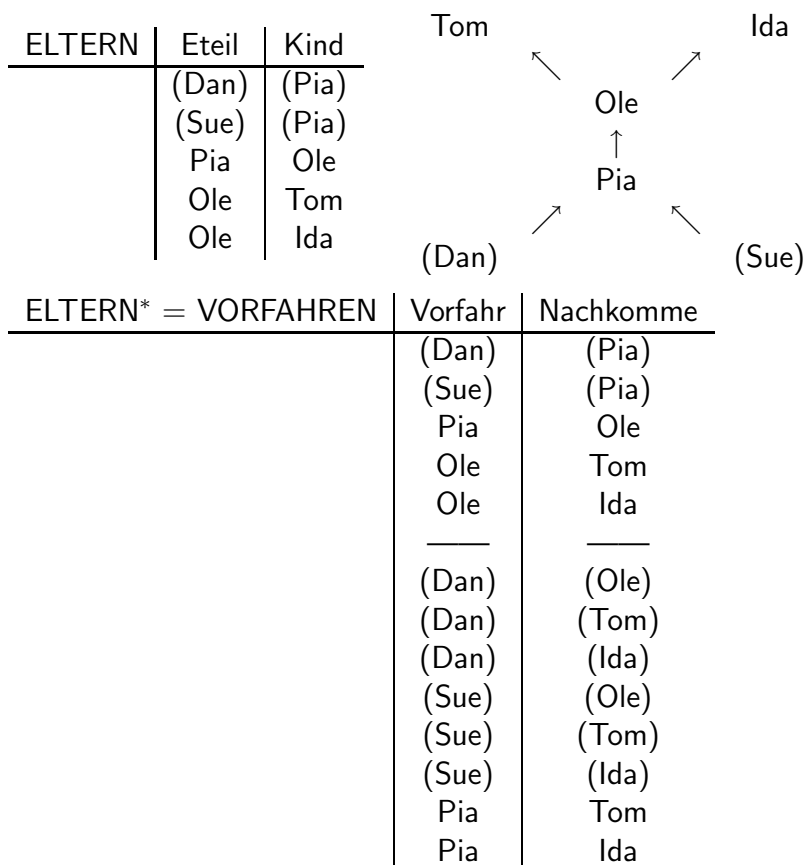 ELTERN Eteil Kind
(Dan) (Pia)
(Sue) (Pia)
Pia Ole
Ole Tom
Ole Ida
Tom Ida
Ole
Pia
(Dan) (Sue)
ELTERN* = VORFAHREN Vorfahr Nachkomme
(Dan) (Pia)
(Sue) (Pia)
Pia Ole
Ole Tom
Ole Ida
—— ——
(Dan) (Ole)
(Dan) (Tom)
(Dan) (Ida)
(Sue) (Ole)
(Sue) (Tom)
(Sue) (Ida)
Pia Tom
Pia Ida